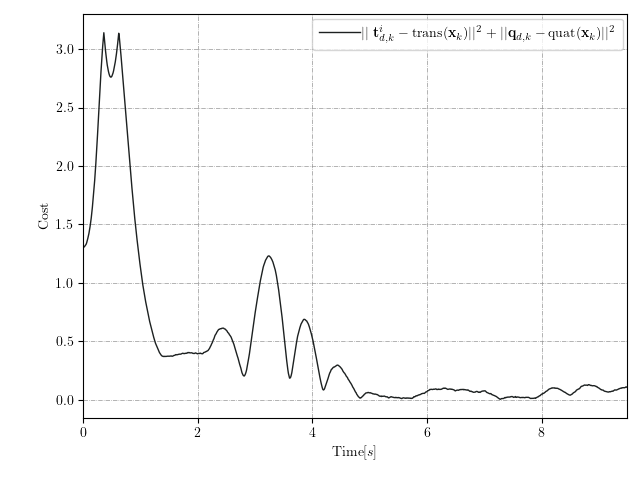 || t^i_{d,k} − trans(x_k)||^2 + ||q_{d,k} − quat(x_k)||^2
3.0
2.5
2.0
1.5
1.0
0.5
0.0
Cost
0 2 4 6 8
Time[s]